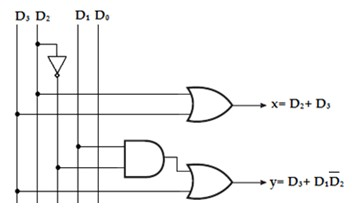 D₃ D₂ D₁ D₀
x= D₂+ D₃
y= D₃+ D₁D̅₂